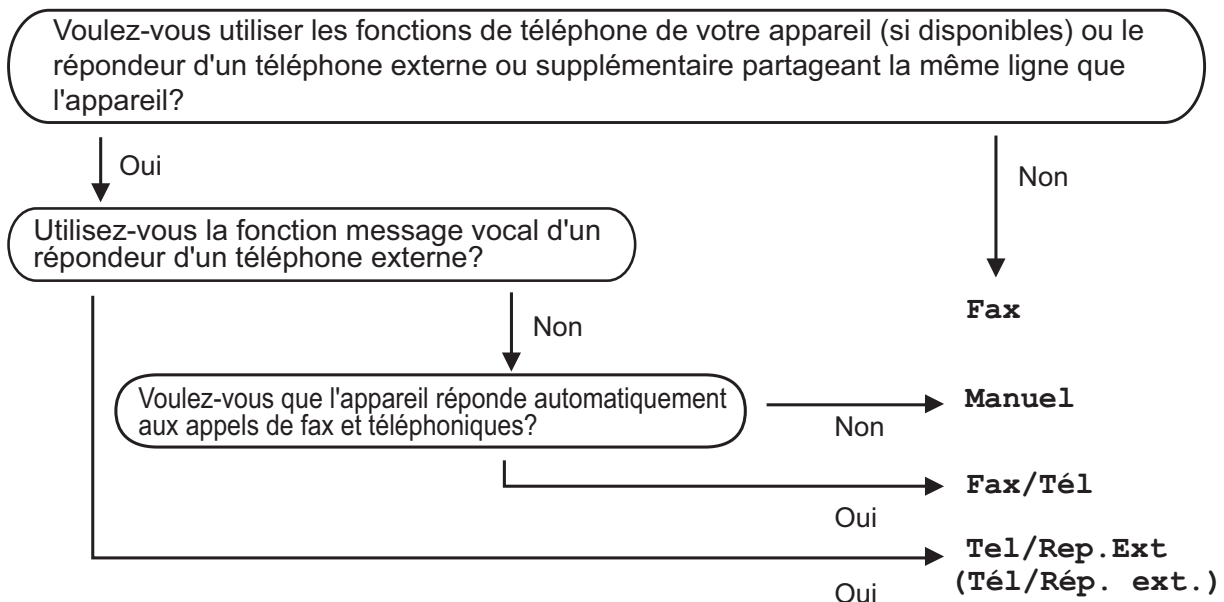 Voulez-vous utiliser les fonctions de téléphone de votre appareil (si disponibles) ou le
répondeur d'un téléphone externe ou supplémentaire partageant la même ligne que
l'appareil?
Oui
Non
Utilisez-vous la fonction message vocal d'un
répondeur d'un téléphone externe?
Fax
Non
Voulez-vous que l'appareil réponde automatiquement
aux appels de fax et téléphoniques?
Manuel
Non
Fax/Tél
Oui
Tel/Rep.Ext
(Tél/Rép. ext.)
Oui